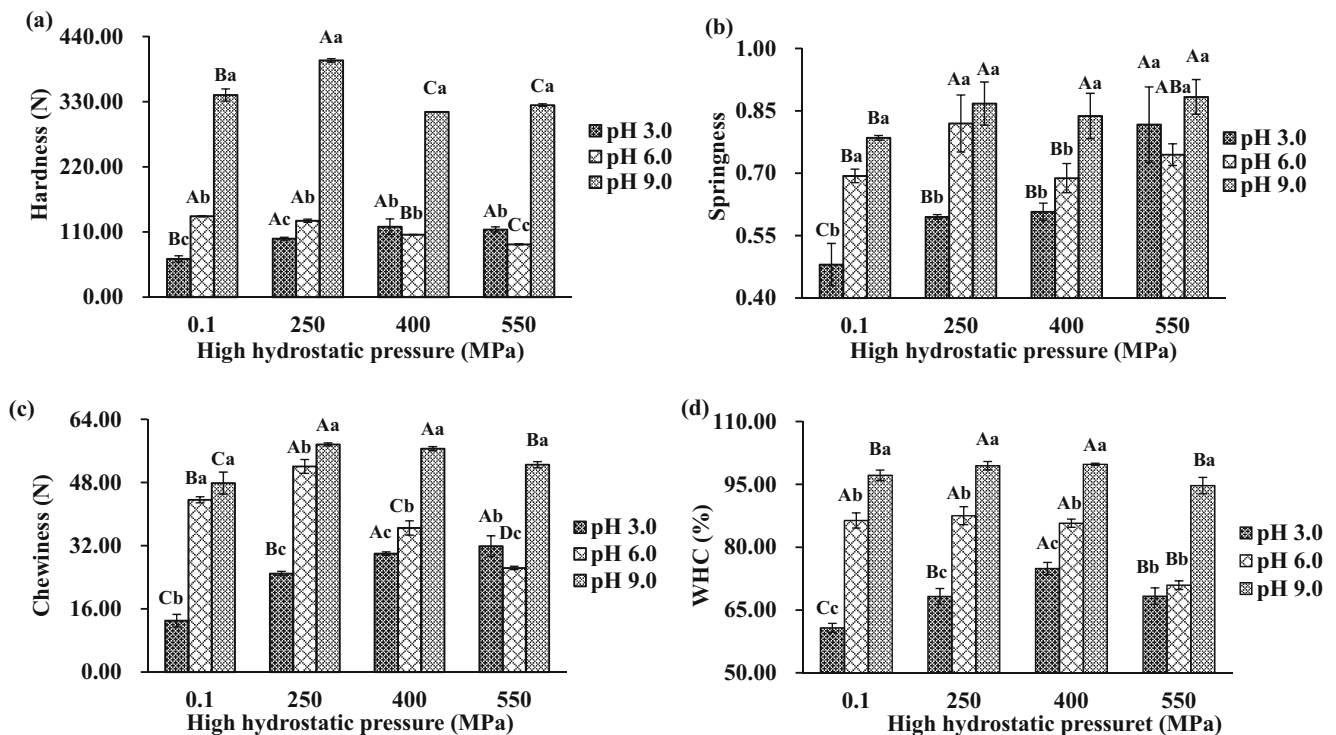 (a)
440.00
330.00
220.00
110.00
0.00
Hardness (N)
Bc
Ab
Ba
Ac
Ab
Aa
Ab
Bb
Ca
Ab
Cc
Ca
0.1 250 400 550
High hydrostatic pressure (MPa)
pH 3.0
pH 6.0
pH 9.0
(b)
1.00
0.85
0.70
0.55
0.40
Springness
Cb
Ba
Ba
Bb
Aa
Aa
Bb
Bb
Aa
Aa
ABa
Aa
0.1 250 400 550
High hydrostatic pressure (MPa)
pH 3.0
pH 6.0
pH 9.0
(c)
64.00
48.00
32.00
16.00
0.00
Chewiness (N)
Cb
Ba
Ca
Bc
Ab
Aa
Ac
Cb
Aa
Ab
Dc
Ba
0.1 250 400 550
High hydrostatic pressure (MPa)
pH 3.0
pH 6.0
pH 9.0
(d)
110.00
95.00
80.00
65.00
50.00
WHC (%)
Cc
Ab
Ba
Bc
Ab
Aa
Ac
Ab
Aa
Bb
Bb
Ba
0.1 250 400 550
High hydrostatic pressuret (MPa)
pH 3.0
pH 6.0
pH 9.0